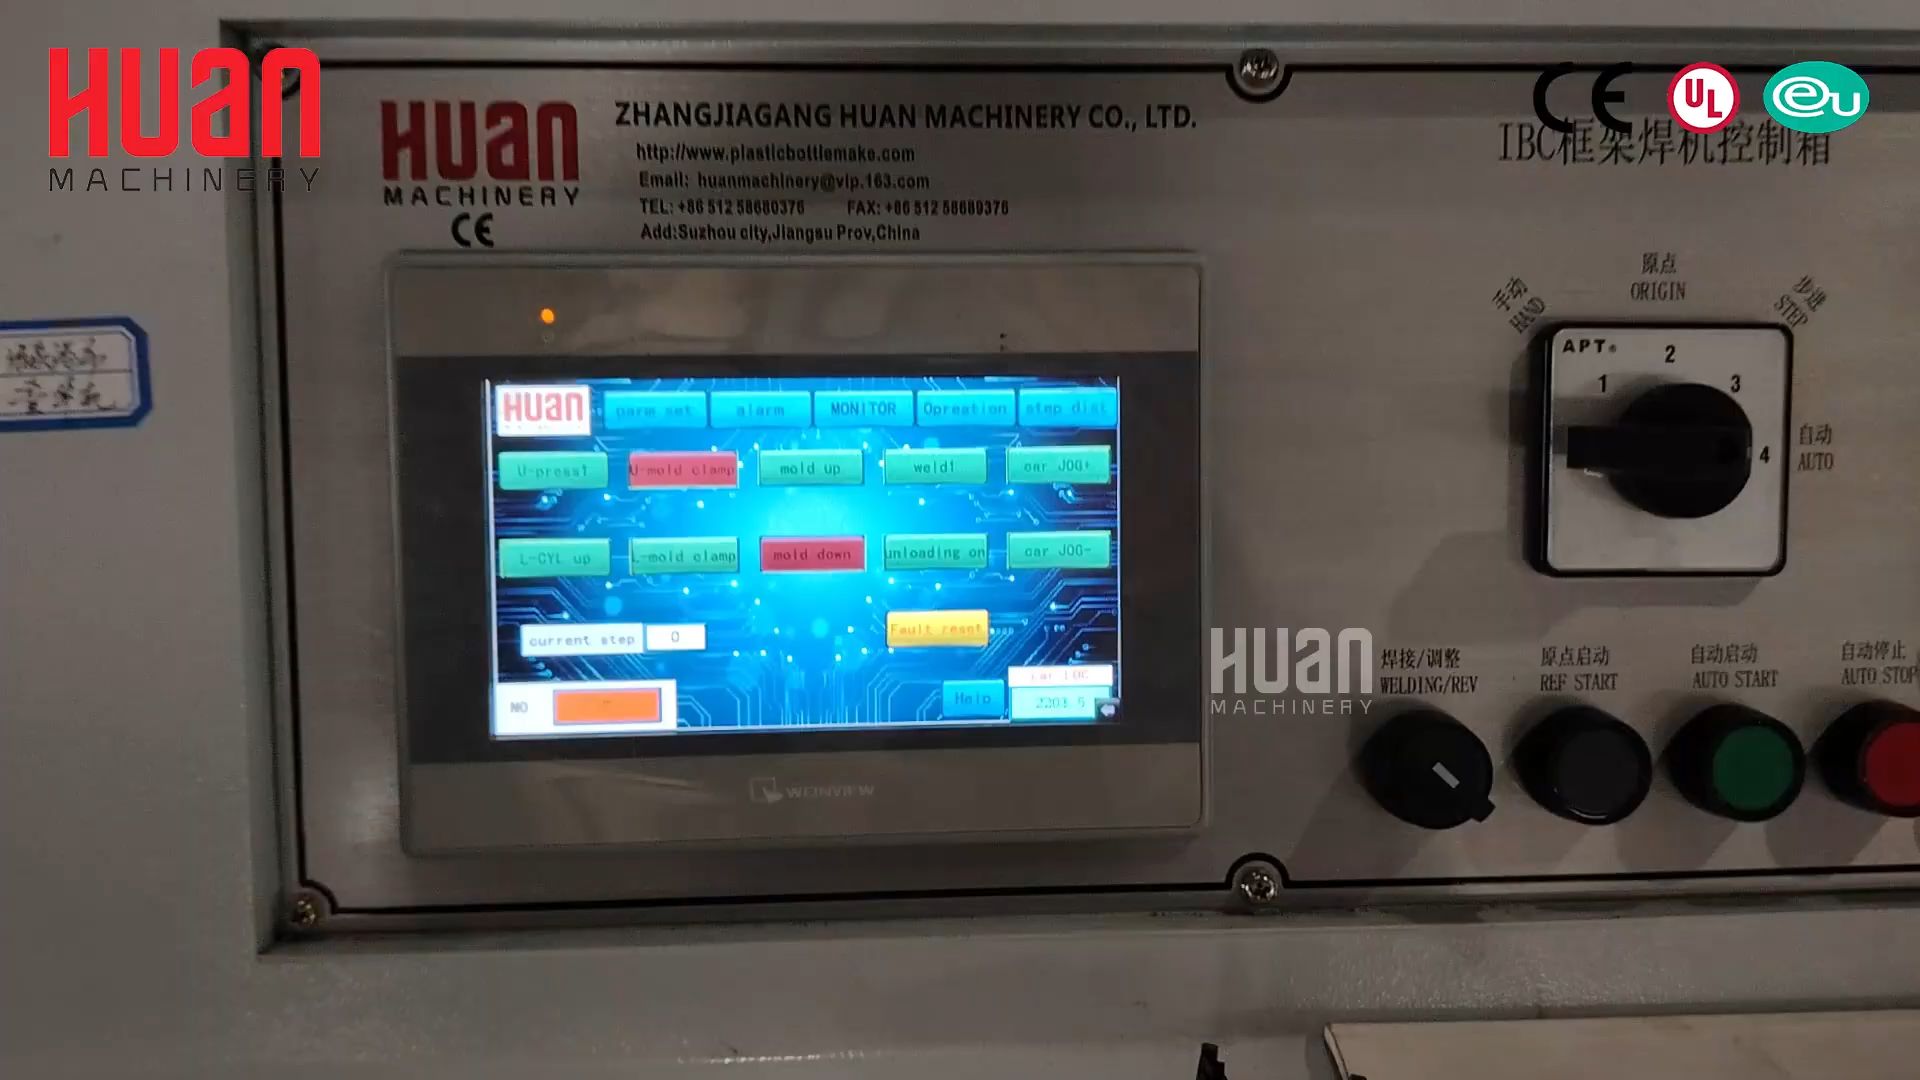 HUAN
MACHINERY
HUAN
MACHINERY
CE
ZHANGJIAGANG HUAN MACHINERY CO., LTD.
http://www.plasticbottlemake.com
Email: huanmachinery@vip.163.com
TEL: +86 512 58680376 FAX: +86 512 58680376
Add:Suzhou city,Jiangsu Prov,China
CE UL eu
IBC框架焊机控制箱
HUAN parm set alarm MONITOR Opreation step dist
U-press1 U-mold clamp mold up weld1 car JOG+
L-CYL up L-mold clamp mold down unloading on car JOG-
current step 0 Fault reset
car LOC
NO Help 2203.5
WEINVIEW
手动 HAND
原点 ORIGIN
步进 STEP
自动 AUTO
APT
1 2 3 4
HUAN
MACHINERY
焊接/调整
WELDING/REV
原点启动
REF START
自动启动
AUTO START
自动停止
AUTO STOP